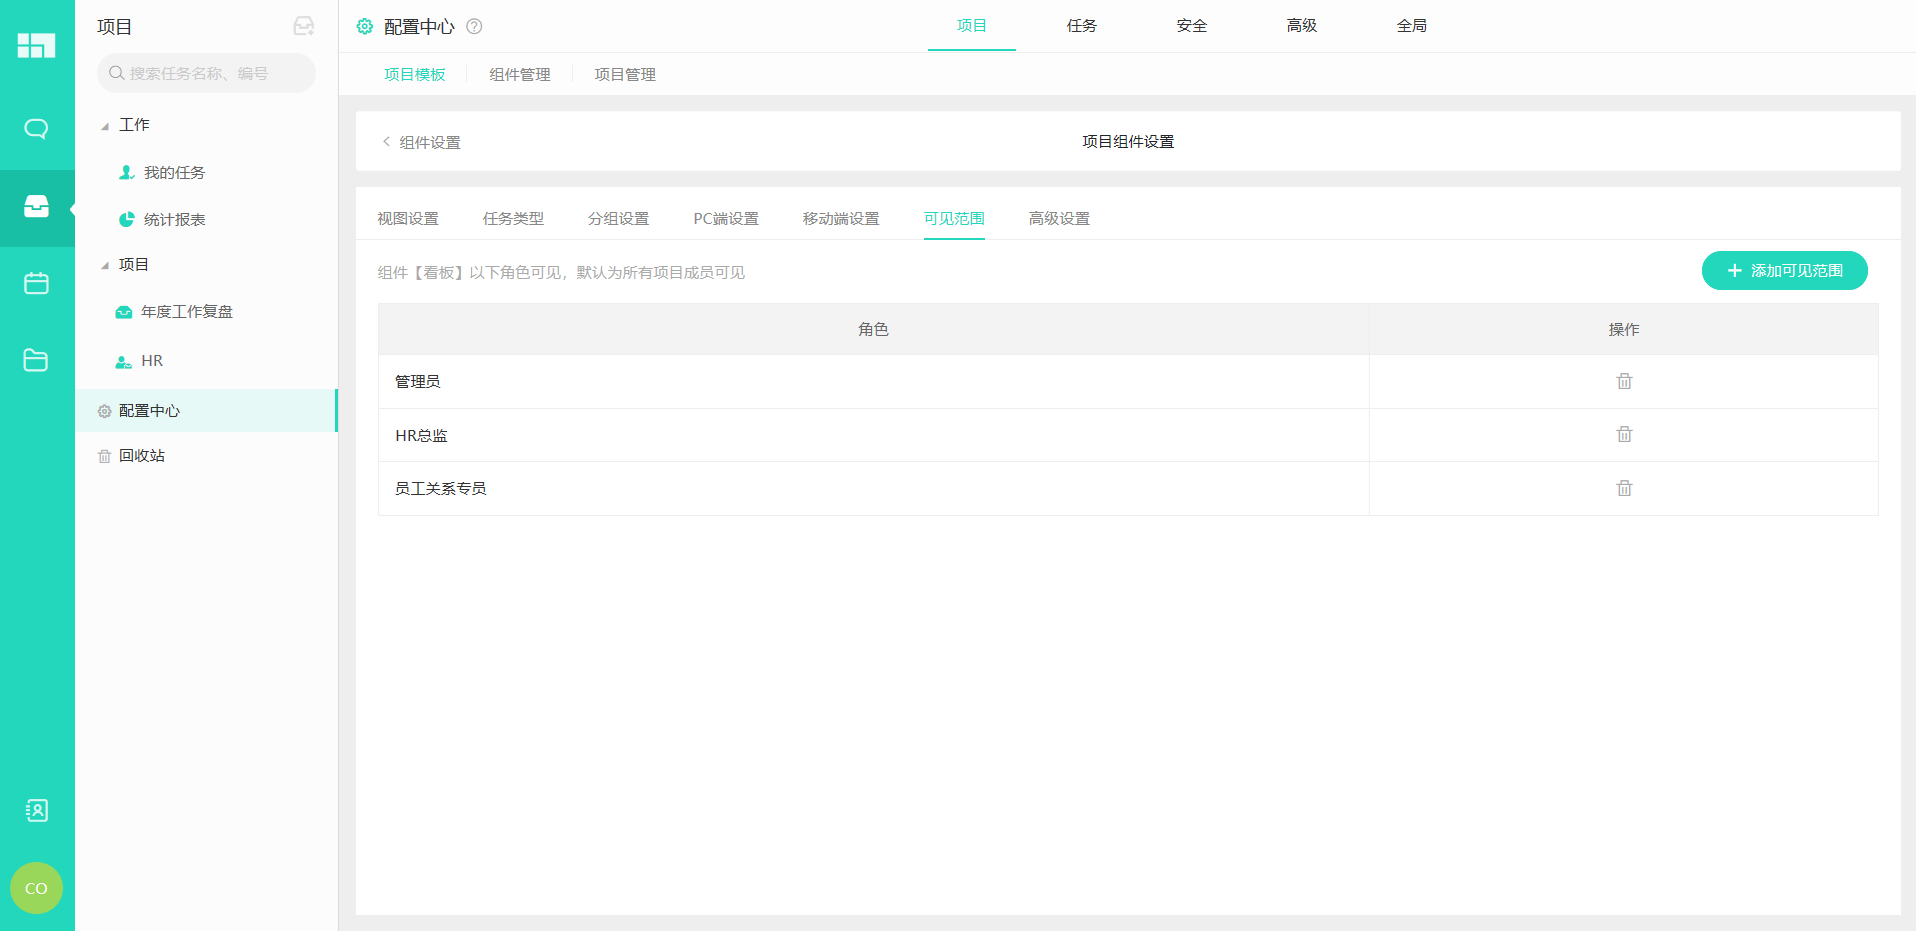 项目
搜索任务名称、编号
工作
我的任务
统计报表
项目
年度工作复盘
HR
配置中心
回收站
CO
配置中心 ?
项目 任务 安全 高级 全局
项目模板 组件管理 项目管理
< 组件设置 项目组件设置
视图设置 任务类型 分组设置 PC端设置 移动端设置 可见范围 高级设置
组件【看板】以下角色可见，默认为所有项目成员可见
+ 添加可见范围
角色 操作
管理员
HR总监
员工关系专员